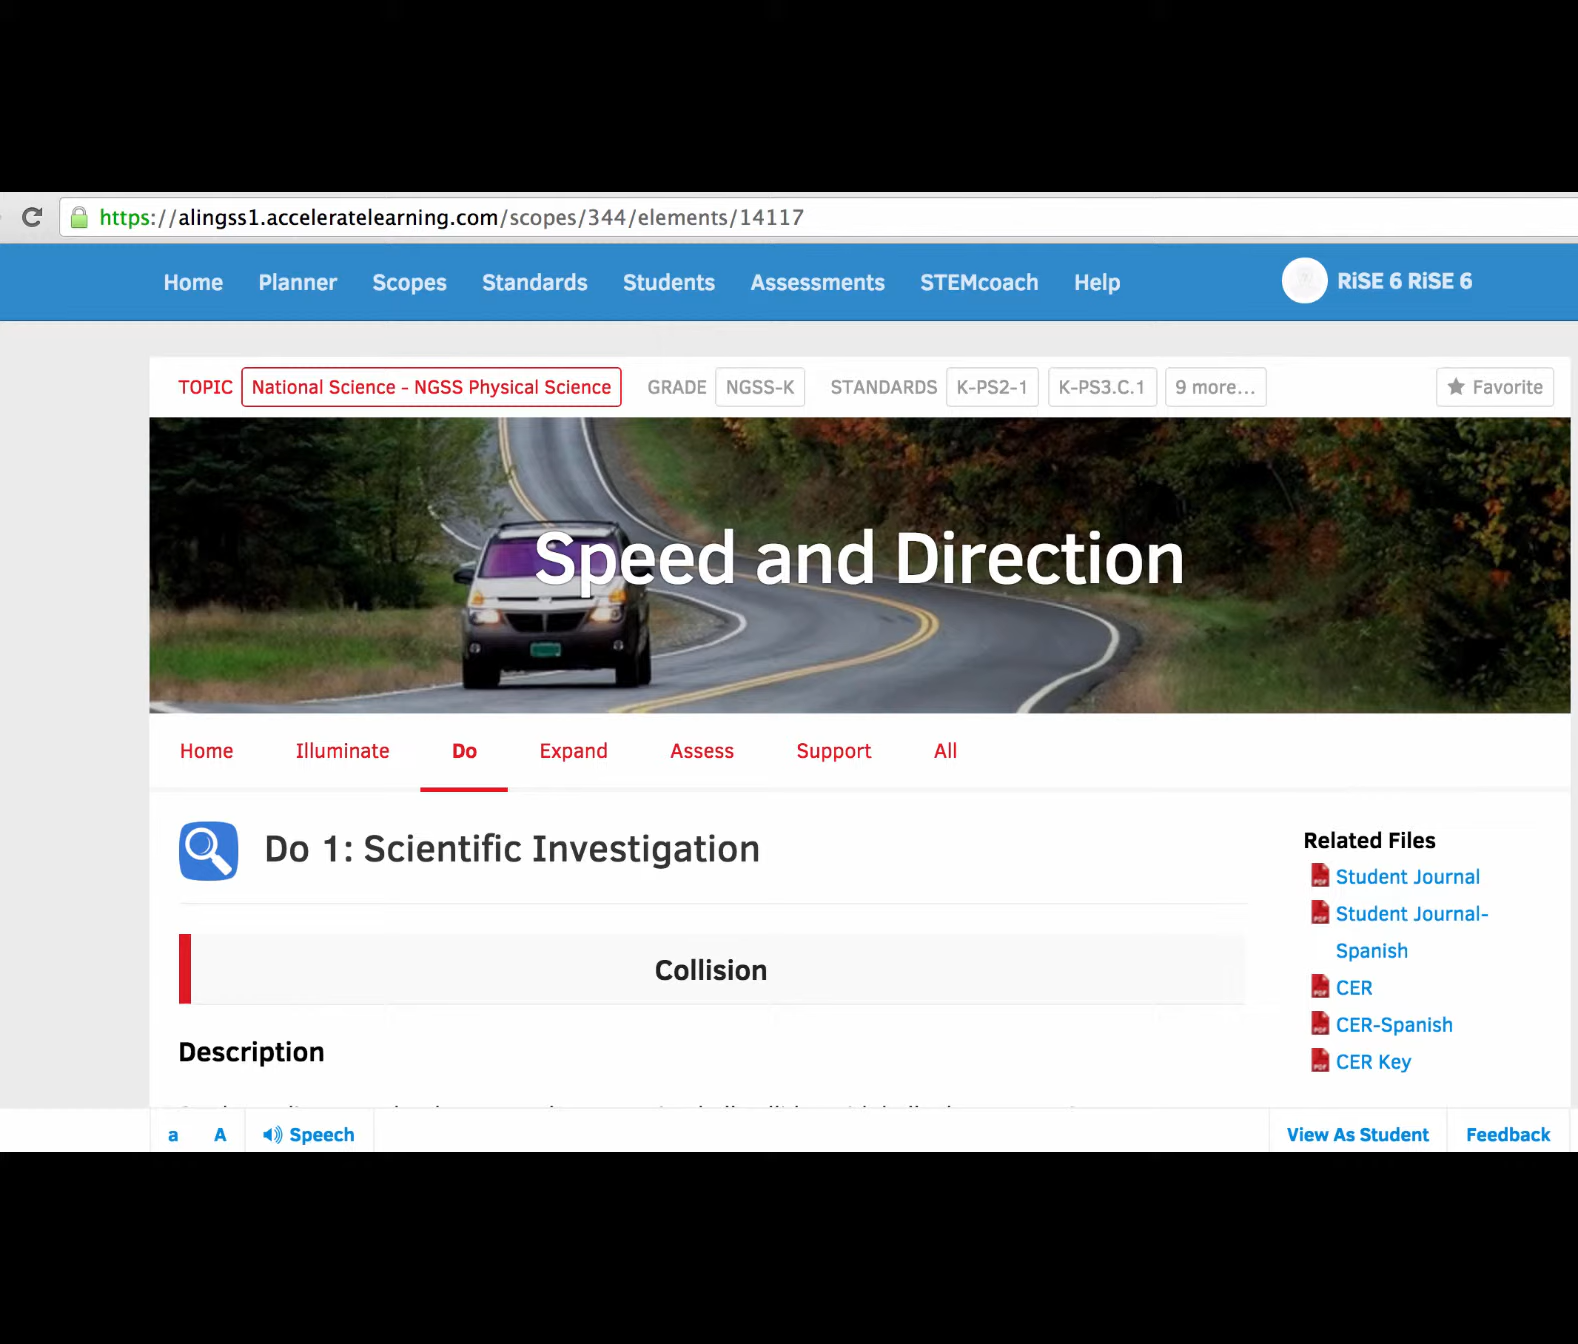 https://alingss1.acceleratelearning.com/scopes/344/elements/14117
Home Planner Scopes Standards Students Assessments STEMcoach Help RiSE 6 RiSE 6
TOPIC National Science - NGSS Physical Science GRADE NGSS-K STANDARDS K-PS2-1 K-PS3.C.1 9 more... Favorite
Speed and Direction
Home Illuminate Do Expand Assess Support All
Do 1: Scientific Investigation
Collision
Description
Related Files
Student Journal
Student Journal-
Spanish
CER
CER-Spanish
CER Key
a A Speech View As Student Feedback